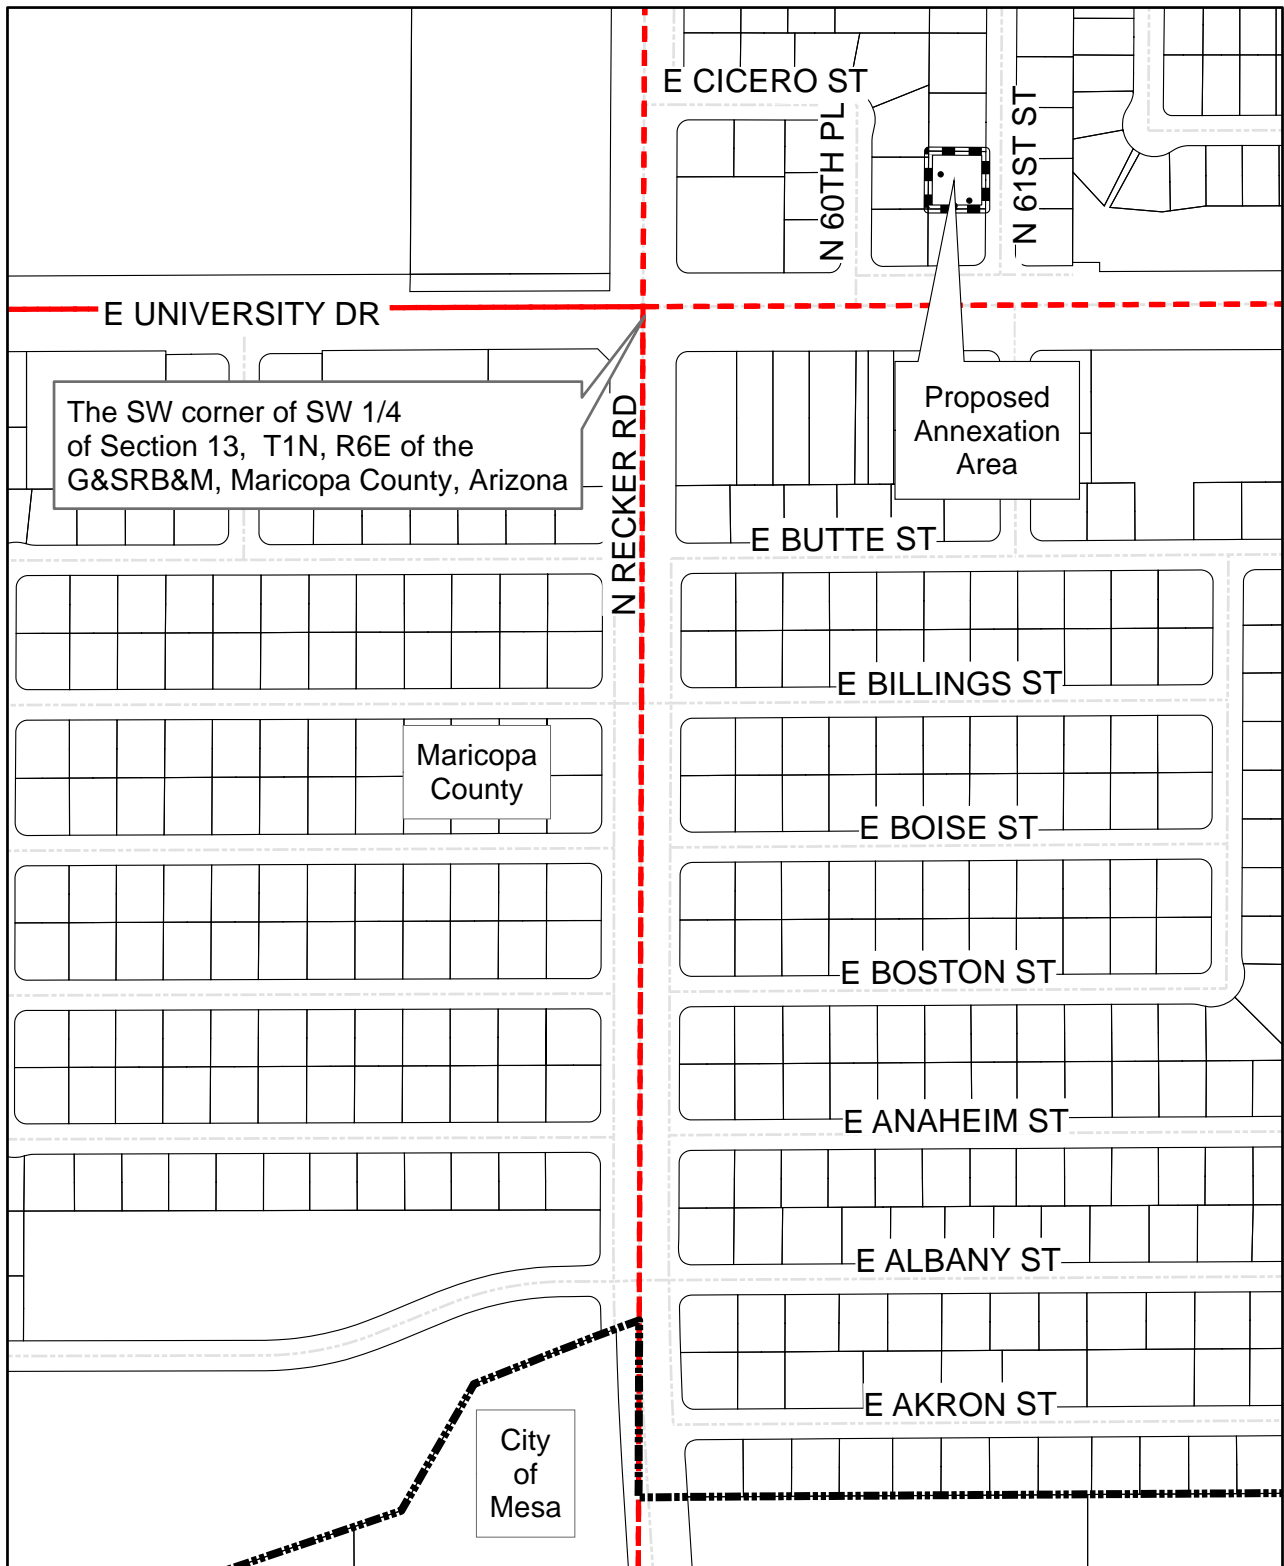 E CICERO ST
N 60TH PL
N 61ST ST
E UNIVERSITY DR
The SW corner of SW 1/4
of Section 13, T1N, R6E of the
G&SRB&M, Maricopa County, Arizona
N RECKER RD
Proposed
Annexation
Area
E BUTTE ST
E BILLINGS ST
Maricopa
County
E BOISE ST
E BOSTON ST
E ANAHEIM ST
E ALBANY ST
E AKRON ST
City
of
Mesa